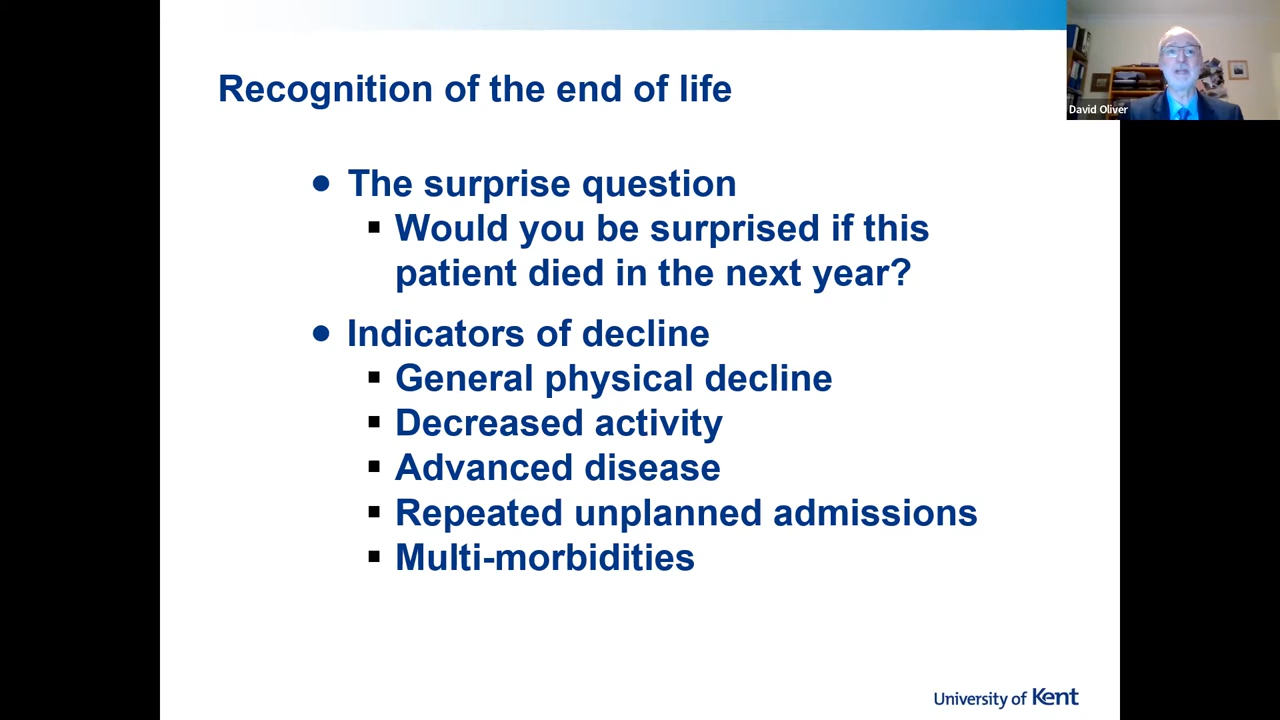 Recognition of the end of life
David Oliver
● The surprise question
▪ Would you be surprised if this
patient died in the next year?
● Indicators of decline
▪ General physical decline
▪ Decreased activity
▪ Advanced disease
▪ Repeated unplanned admissions
▪ Multi-morbidities
University of Kent